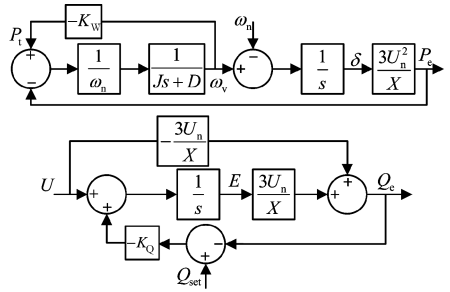 P_t
−K_W
ω_n
+ − + −
1/ω_n
1/(Js + D)
ω_v
1/s
δ
3U_n^2/X
P_e
−3U_n/X
U
+ +
1/s
E
3U_n/X
+ +
Q_e
−K_Q
− +
Q_set